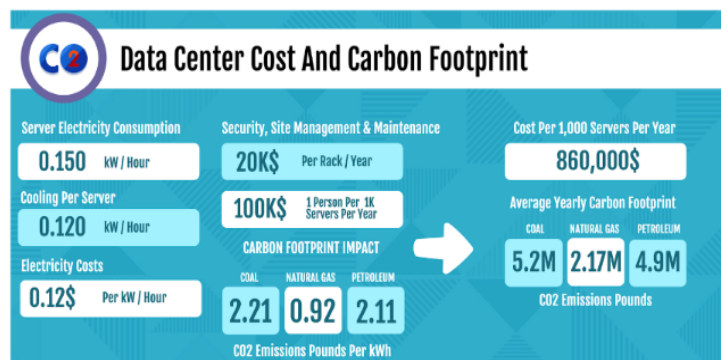 CO2
Data Center Cost And Carbon Footprint
Server Electricity Consumption
0.150 kW / Hour
Cooling Per Server
0.120 kW / Hour
Electricity Costs
0.12$ Per kW / Hour
Security, Site Management & Maintenance
20K$ Per Rack / Year
100K$ 1 Person Per 1K
Servers Per Year
CARBON FOOTPRINT IMPACT
COAL NATURAL GAS PETROLEUM
2.21 0.92 2.11
CO2 Emissions Pounds Per kWh
Cost Per 1,000 Servers Per Year
860,000$
Average Yearly Carbon Footprint
COAL NATURAL GAS PETROLEUM
5.2M 2.17M 4.9M
CO2 Emissions Pounds